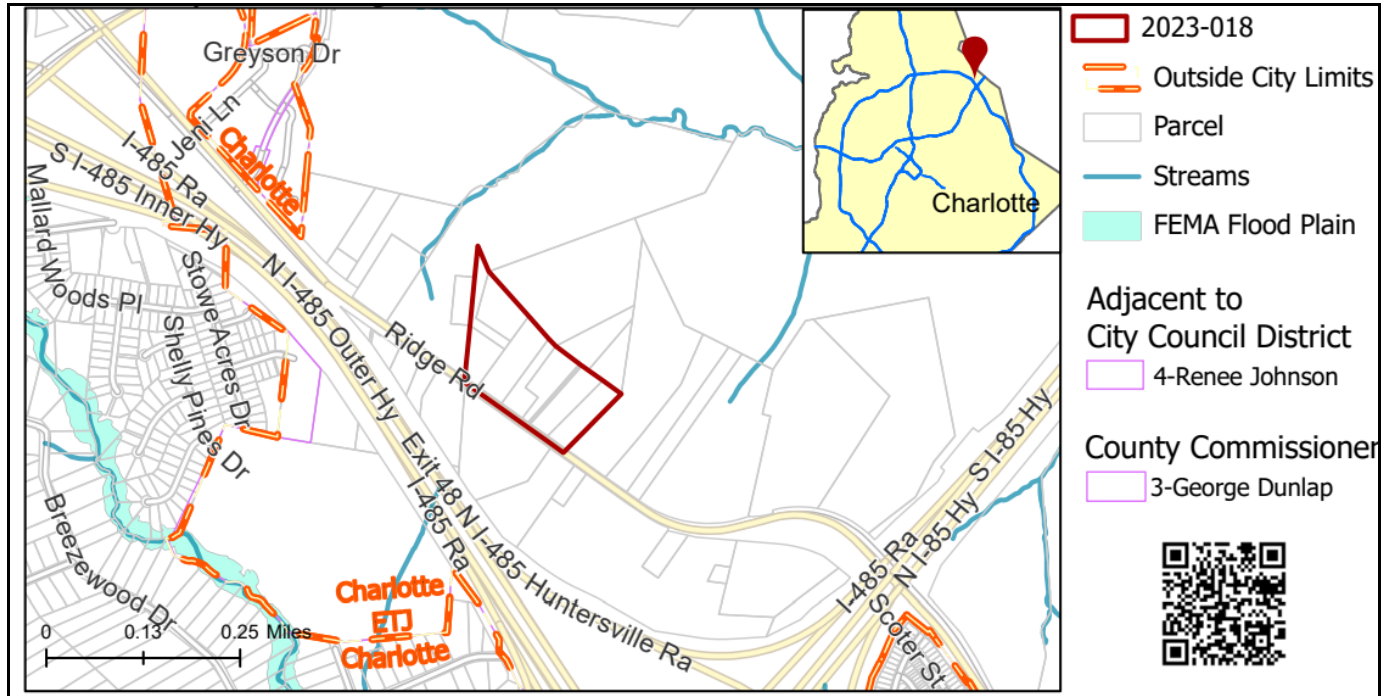 Greyson Dr
Jeni Ln
Charlotte
I-485 Ra
S I-485 Inner Hy
Mallard Woods Pl
Stowe Acres Dr
Shelly Pines Dr
N I-485 Outer Hy
Ridge Rd
Exit 48 N I-485 Huntersville Ra
I-485 Ra
Breezewood Dr
Charlotte
ETJ
Charlotte
S I-85 Hy
N I-85 Hy
I-485 Ra
Scoter St
0 0.13 0.25 Miles
Charlotte
2023-018
Outside City Limits
Parcel
Streams
FEMA Flood Plain
Adjacent to
City Council District
4-Renee Johnson
County Commissioner
3-George Dunlap